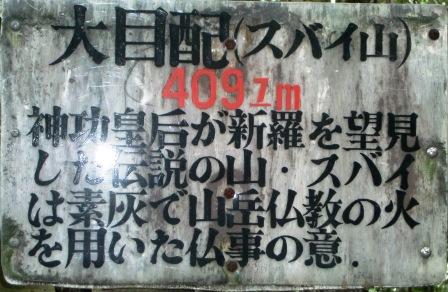 大目配(スバイ山)
409.7m
神功皇后が新羅を望見
した伝説の山・スバイ
は素灰で山岳仏教の火
を用いた仏事の意.